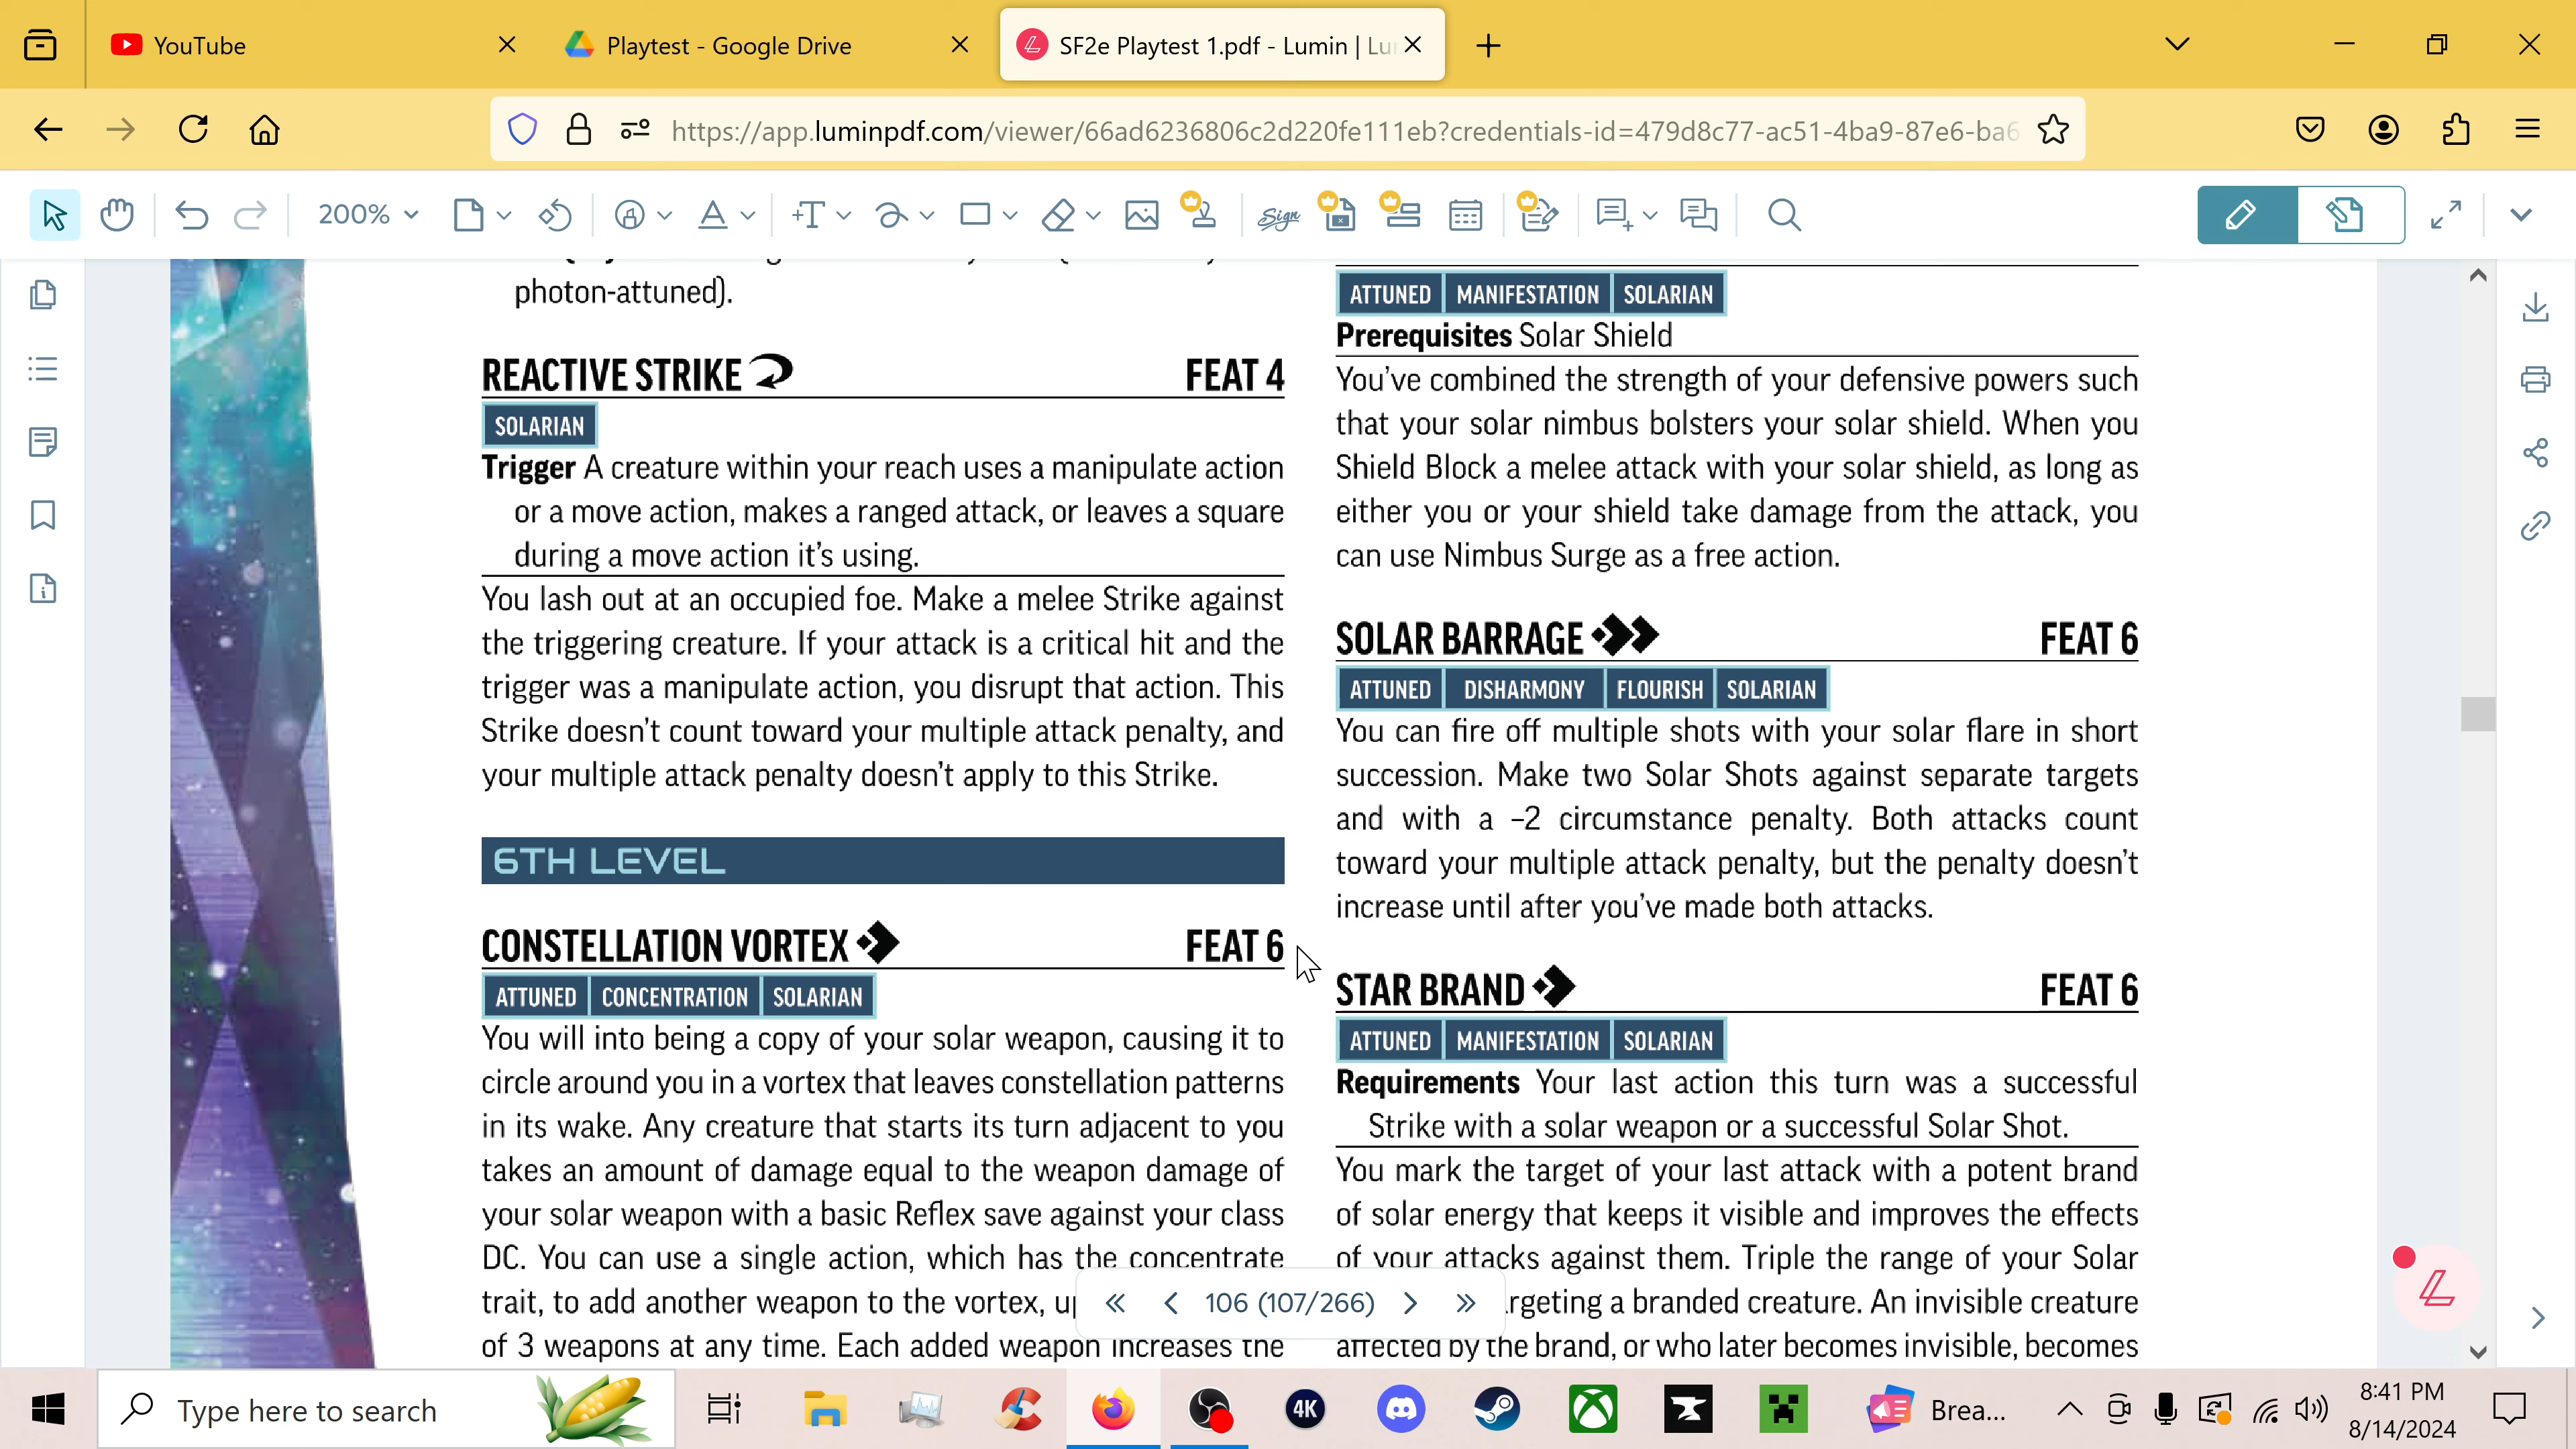 YouTube
Playtest - Google Drive
SF2e Playtest 1.pdf - Lumin | Lu
https://app.luminpdf.com/viewer/66ad6236806c2d220fe111eb?credentials-id=479d8c77-ac51-4ba9-87e6-ba6
200%
Sign
photon-attuned).
REACTIVE STRIKE
FEAT 4
SOLARIAN
Trigger A creature within your reach uses a manipulate action
or a move action, makes a ranged attack, or leaves a square
during a move action it's using.
You lash out at an occupied foe. Make a melee Strike against
the triggering creature. If your attack is a critical hit and the
trigger was a manipulate action, you disrupt that action. This
Strike doesn't count toward your multiple attack penalty, and
your multiple attack penalty doesn't apply to this Strike.
6TH LEVEL
CONSTELLATION VORTEX
FEAT 6
ATTUNED CONCENTRATION SOLARIAN
You will into being a copy of your solar weapon, causing it to
circle around you in a vortex that leaves constellation patterns
in its wake. Any creature that starts its turn adjacent to you
takes an amount of damage equal to the weapon damage of
your solar weapon with a basic Reflex save against your class
DC. You can use a single action, which has the concentrate
trait, to add another weapon to the vortex, u
of 3 weapons at any time. Each added weapon increases the
ATTUNED MANIFESTATION SOLARIAN
Prerequisites Solar Shield
You've combined the strength of your defensive powers such
that your solar nimbus bolsters your solar shield. When you
Shield Block a melee attack with your solar shield, as long as
either you or your shield take damage from the attack, you
can use Nimbus Surge as a free action.
SOLAR BARRAGE
FEAT 6
ATTUNED DISHARMONY FLOURISH SOLARIAN
You can fire off multiple shots with your solar flare in short
succession. Make two Solar Shots against separate targets
and with a –2 circumstance penalty. Both attacks count
toward your multiple attack penalty, but the penalty doesn't
increase until after you've made both attacks.
STAR BRAND
FEAT 6
ATTUNED MANIFESTATION SOLARIAN
Requirements Your last action this turn was a successful
Strike with a solar weapon or a successful Solar Shot.
You mark the target of your last attack with a potent brand
of solar energy that keeps it visible and improves the effects
of your attacks against them. Triple the range of your Solar
rgeting a branded creature. An invisible creature
affected by the brand, or who later becomes invisible, becomes
106 (107/266)
Type here to search
4K
Brea...
8:41 PM
8/14/2024